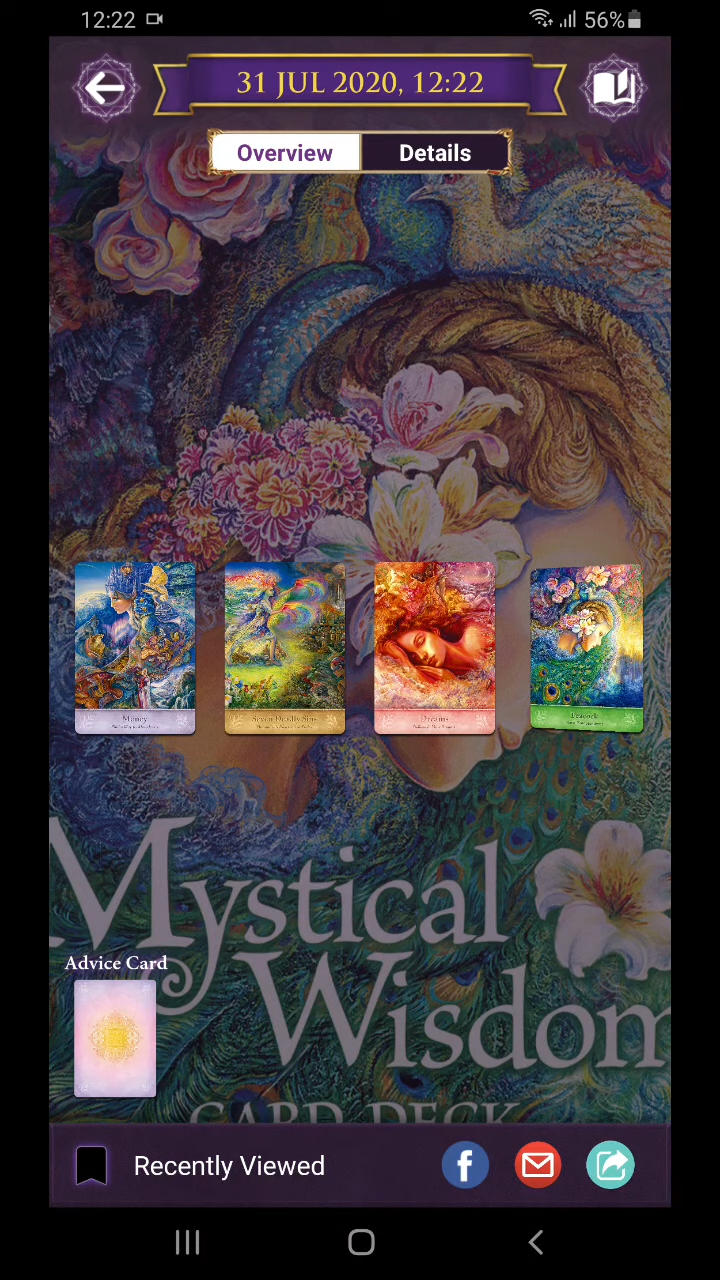 12:22
56%
31 JUL 2020, 12:22
Overview
Details
Money
Seven Deadly Sins
Dreams
Peacock
Mystical
Wisdom
CARD DECK
Advice Card
Recently Viewed